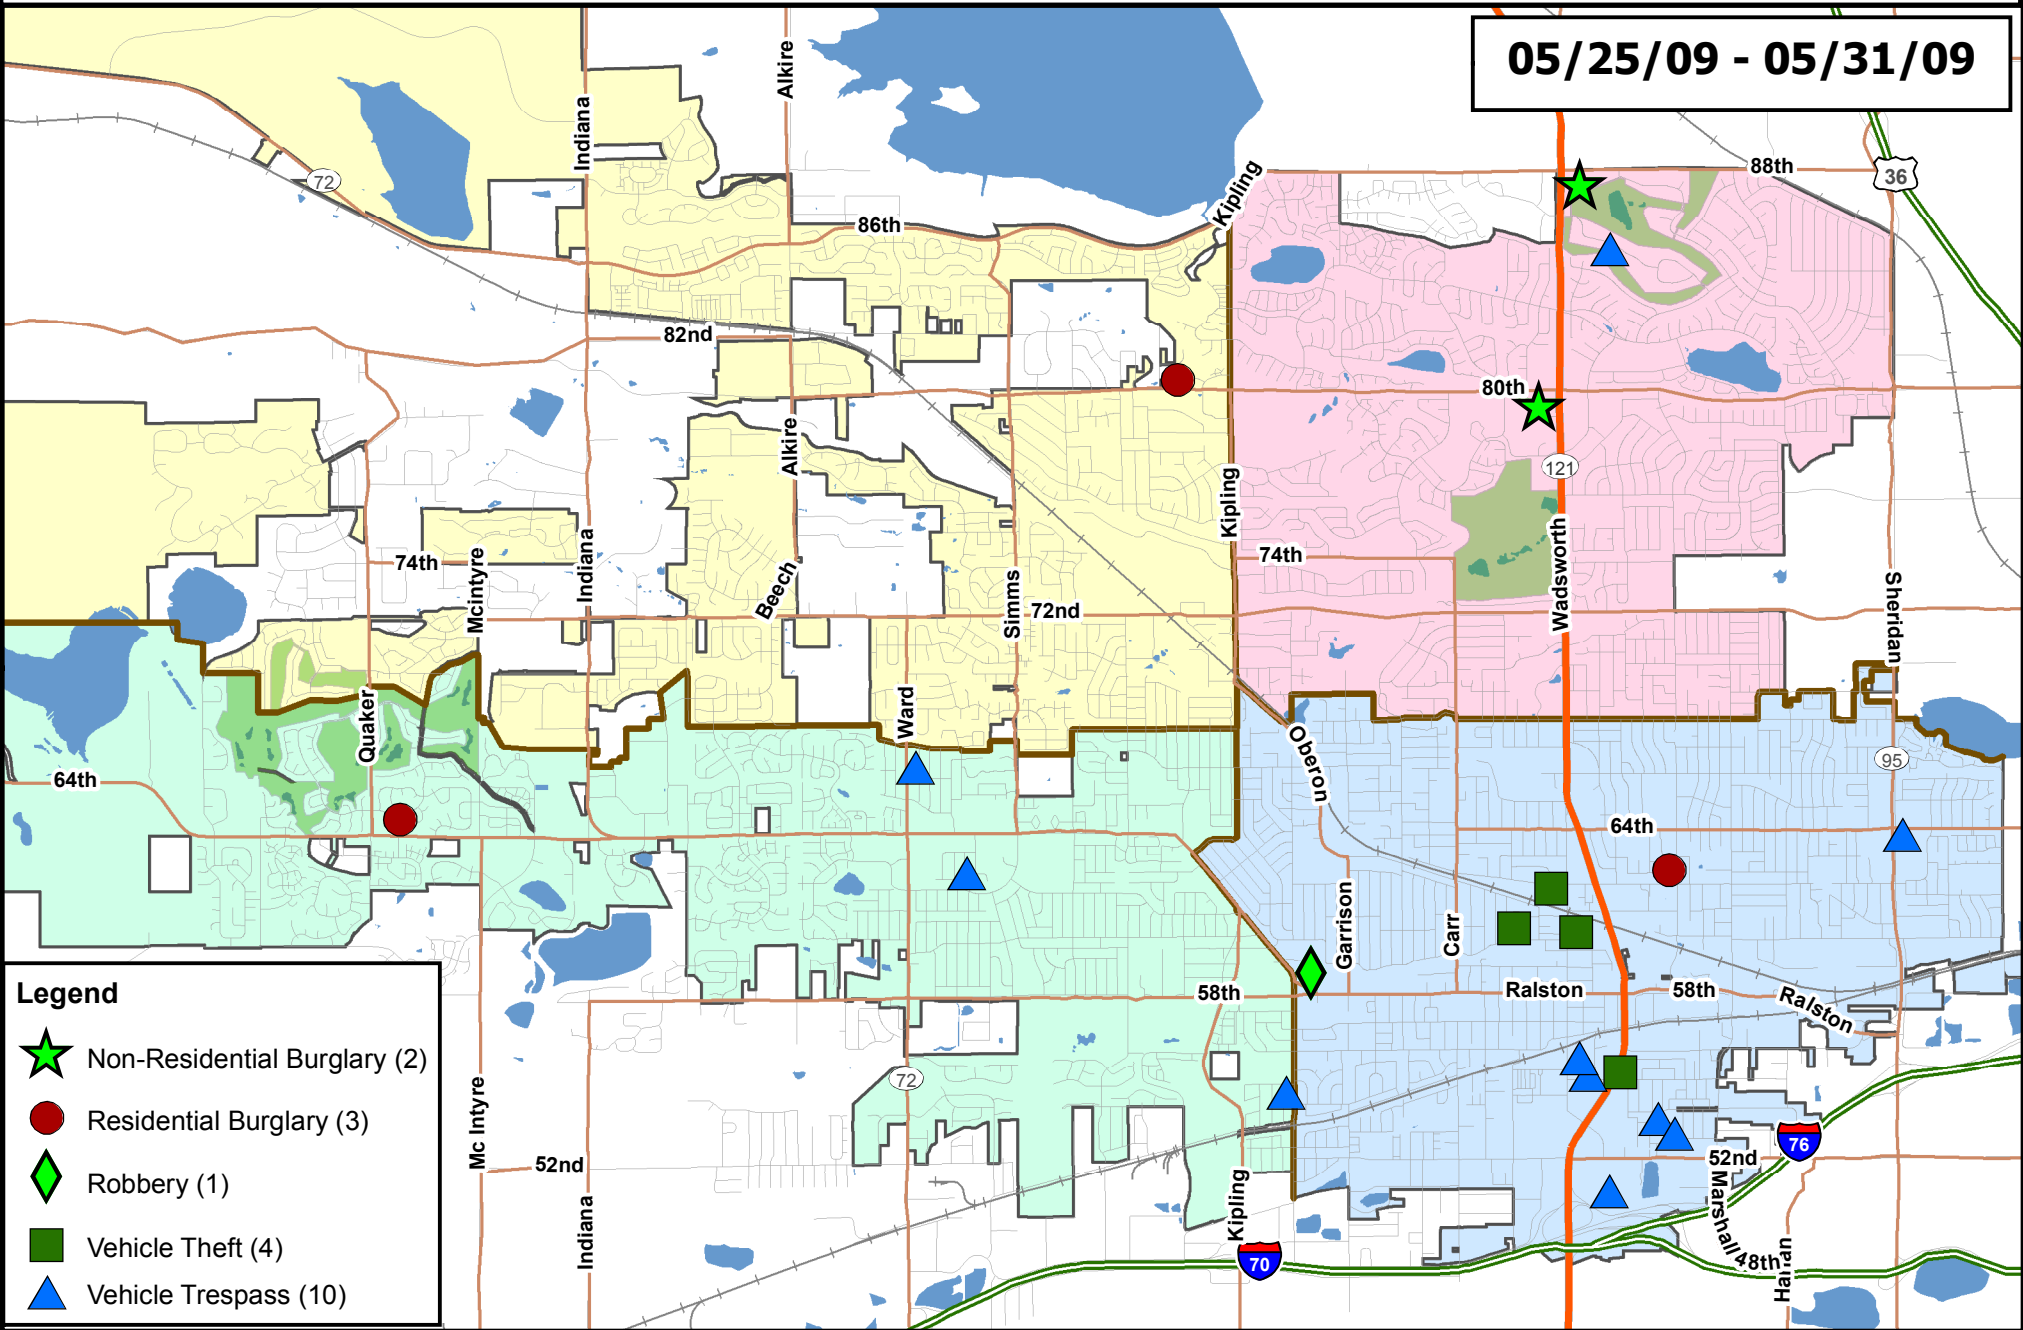 05/25/09 - 05/31/09
Alkire
Indiana
72
88th
36
Kipling
86th
82nd
80th
Alkire
121
Kipling
Indiana
74th
Mcintyre
Beech
Simms
72nd
74th
Wadsworth
Sheridan
Quaker
Ward
64th
Oberon
95
64th
Garrison
Carr
58th
Ralston
58th
Ralston
72
Mc Intyre
52nd
Indiana
Kipling
70
76
52nd
Marshall
48th
Legend
Non-Residential Burglary (2)
Residential Burglary (3)
Robbery (1)
Vehicle Theft (4)
Vehicle Trespass (10)